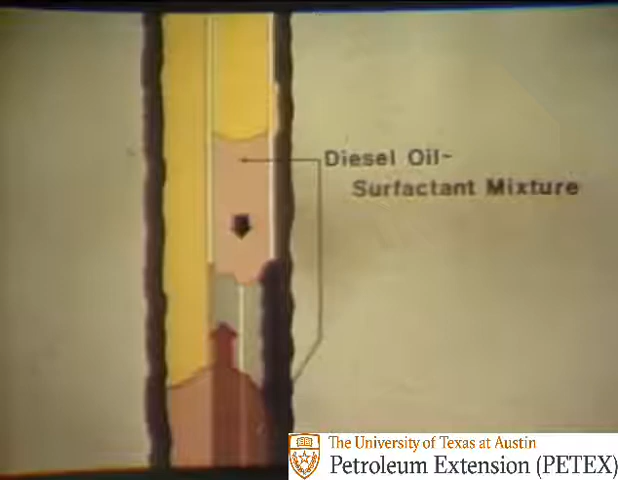 Diesel Oil-
Surfactant Mixture
The University of Texas at Austin
Petroleum Extension (PETEX)